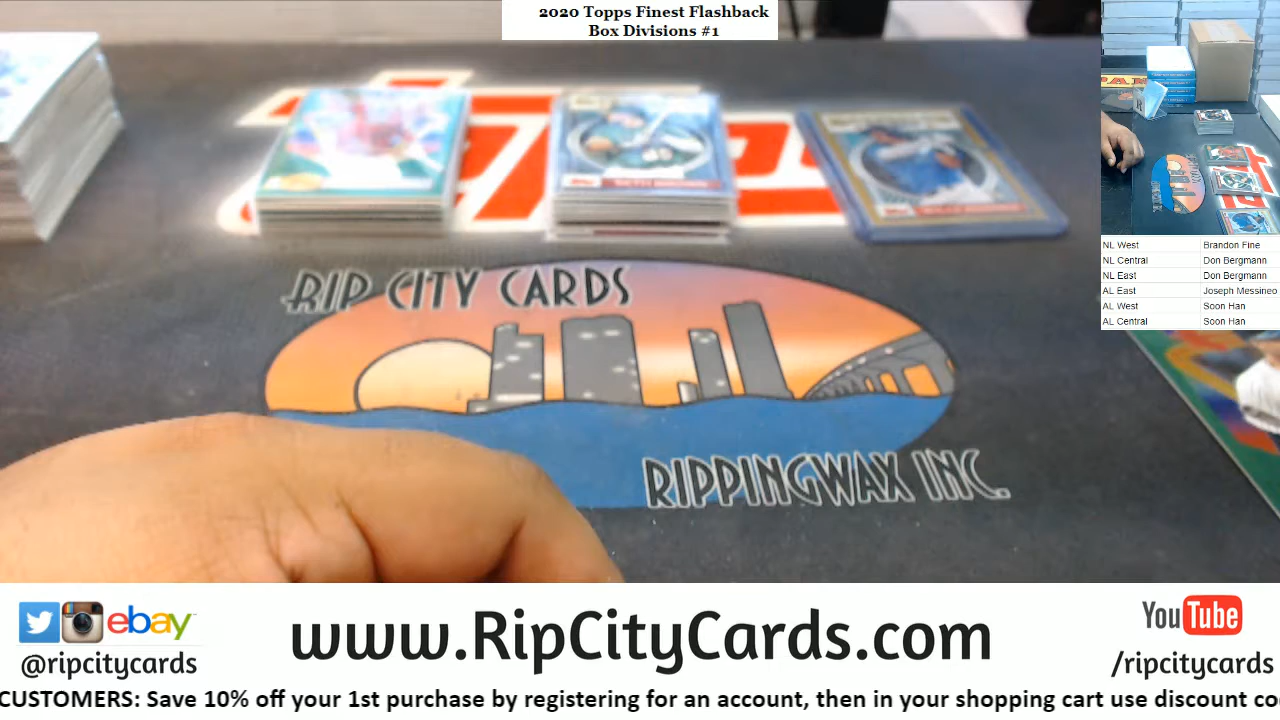 2020 Topps Finest Flashback
Box Divisions #1
RIP CITY CARDS
RIPPINGWAX INC.
NL West Brandon Fine
NL Central Don Bergmann
NL East Don Bergmann
AL East Joseph Messineo
AL West Soon Han
AL Central Soon Han
ebay
@ripcitycards
www.RipCityCards.com
YouTube
/ripcitycards
CUSTOMERS: Save 10% off your 1st purchase by registering for an account, then in your shopping cart use discount co